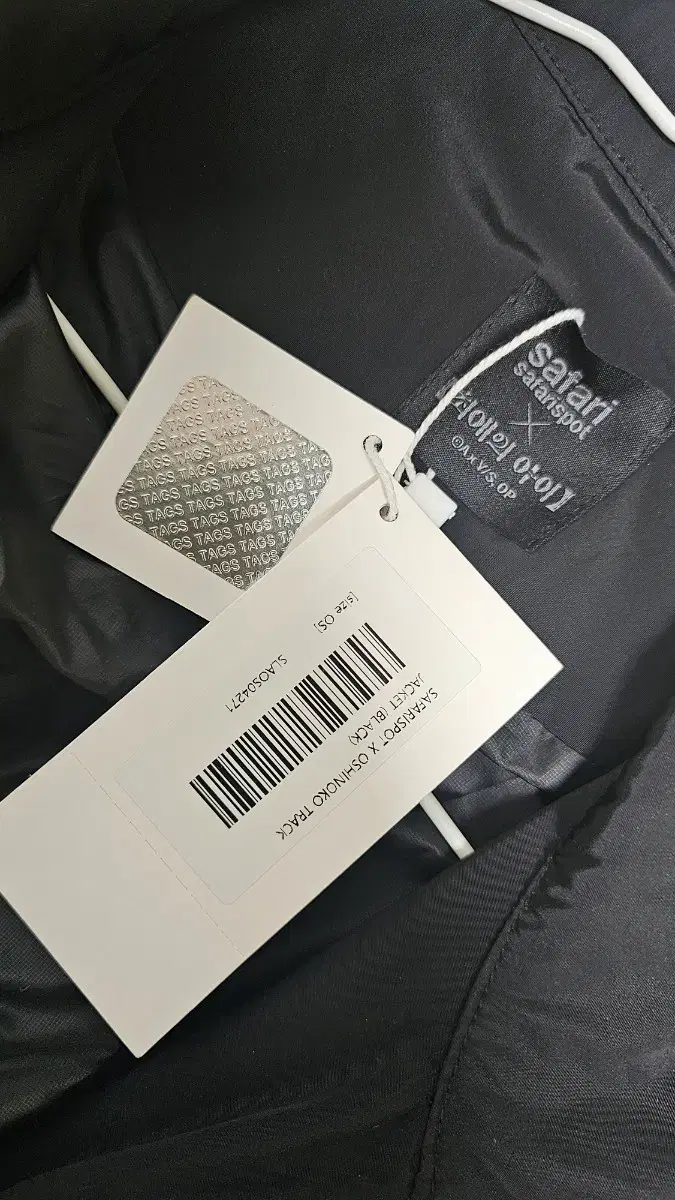 safari
safarispot
X
최애의 아이
©A×Y/S,OP
TAGS TAGS TAGS
SAFARISPOT X OSHINOKO TRACK
JACKET (BLACK)
SLAOS04271
[size OS]